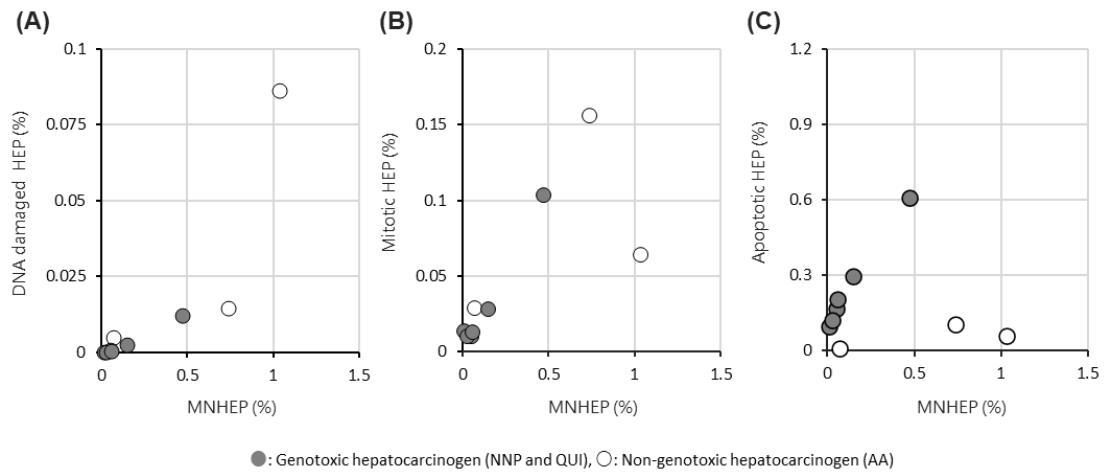 (A)
0.1
0.075
0.05
0.025
0
DNA damaged HEP (%)
0
0.5
1
1.5
MNHEP (%)
(B)
0.2
0.15
0.1
0.05
0
Mitotic HEP (%)
0
0.5
1
1.5
MNHEP (%)
(C)
1.2
0.9
0.6
0.3
0
Apoptotic HEP (%)
0
0.5
1
1.5
MNHEP (%)
: Genotoxic hepatocarcinogen (NNP and QUI), : Non-genotoxic hepatocarcinogen (AA)